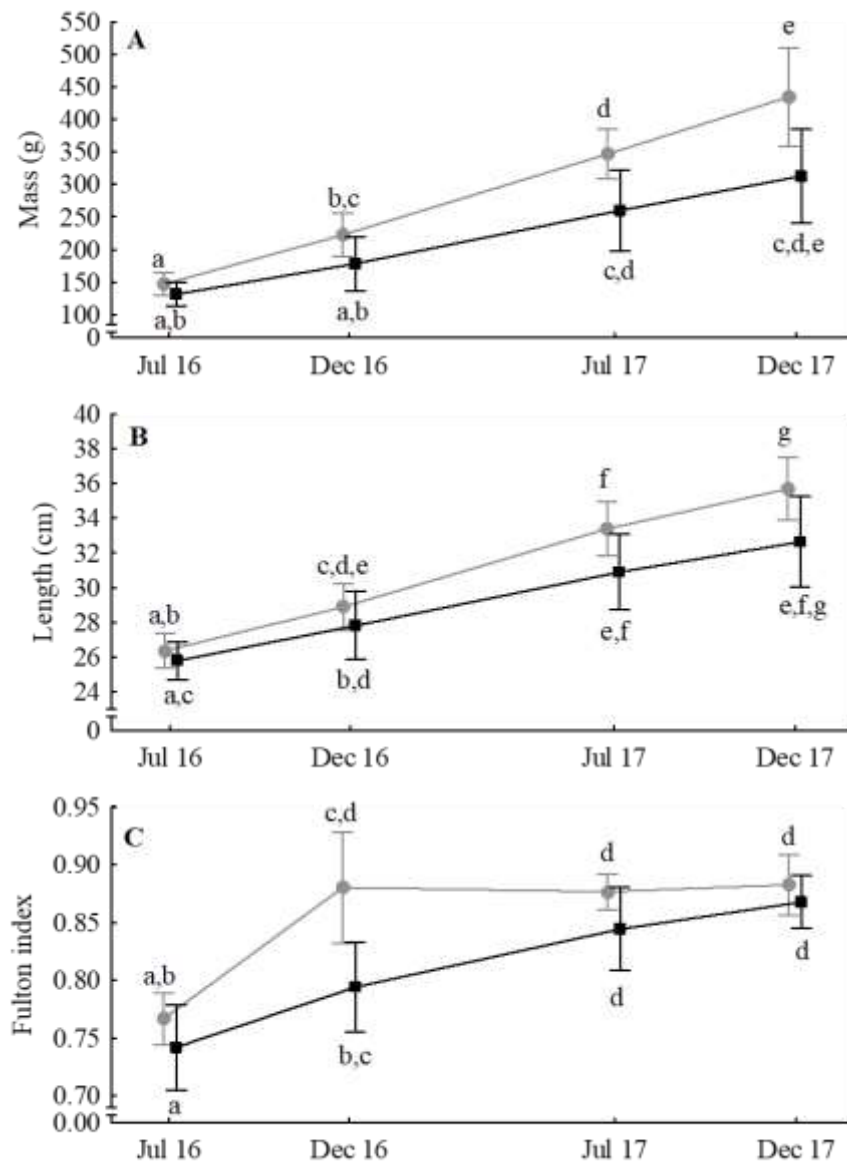 A
Mass (g)
550
500
450
400
350
300
250
200
150
100
0
a
b,c
d
e
a,b
a,b
c,d
c,d,e
Jul 16 Dec 16 Jul 17 Dec 17
B
Length (cm)
40
38
36
34
32
30
28
26
24
0
a,b
c,d,e
f
g
a,c
b,d
e,f
e,f,g
Jul 16 Dec 16 Jul 17 Dec 17
C
Fulton index
0.95
0.90
0.85
0.80
0.75
0.70
0.00
a,b
c,d
d
d
a
b,c
d
d
Jul 16 Dec 16 Jul 17 Dec 17